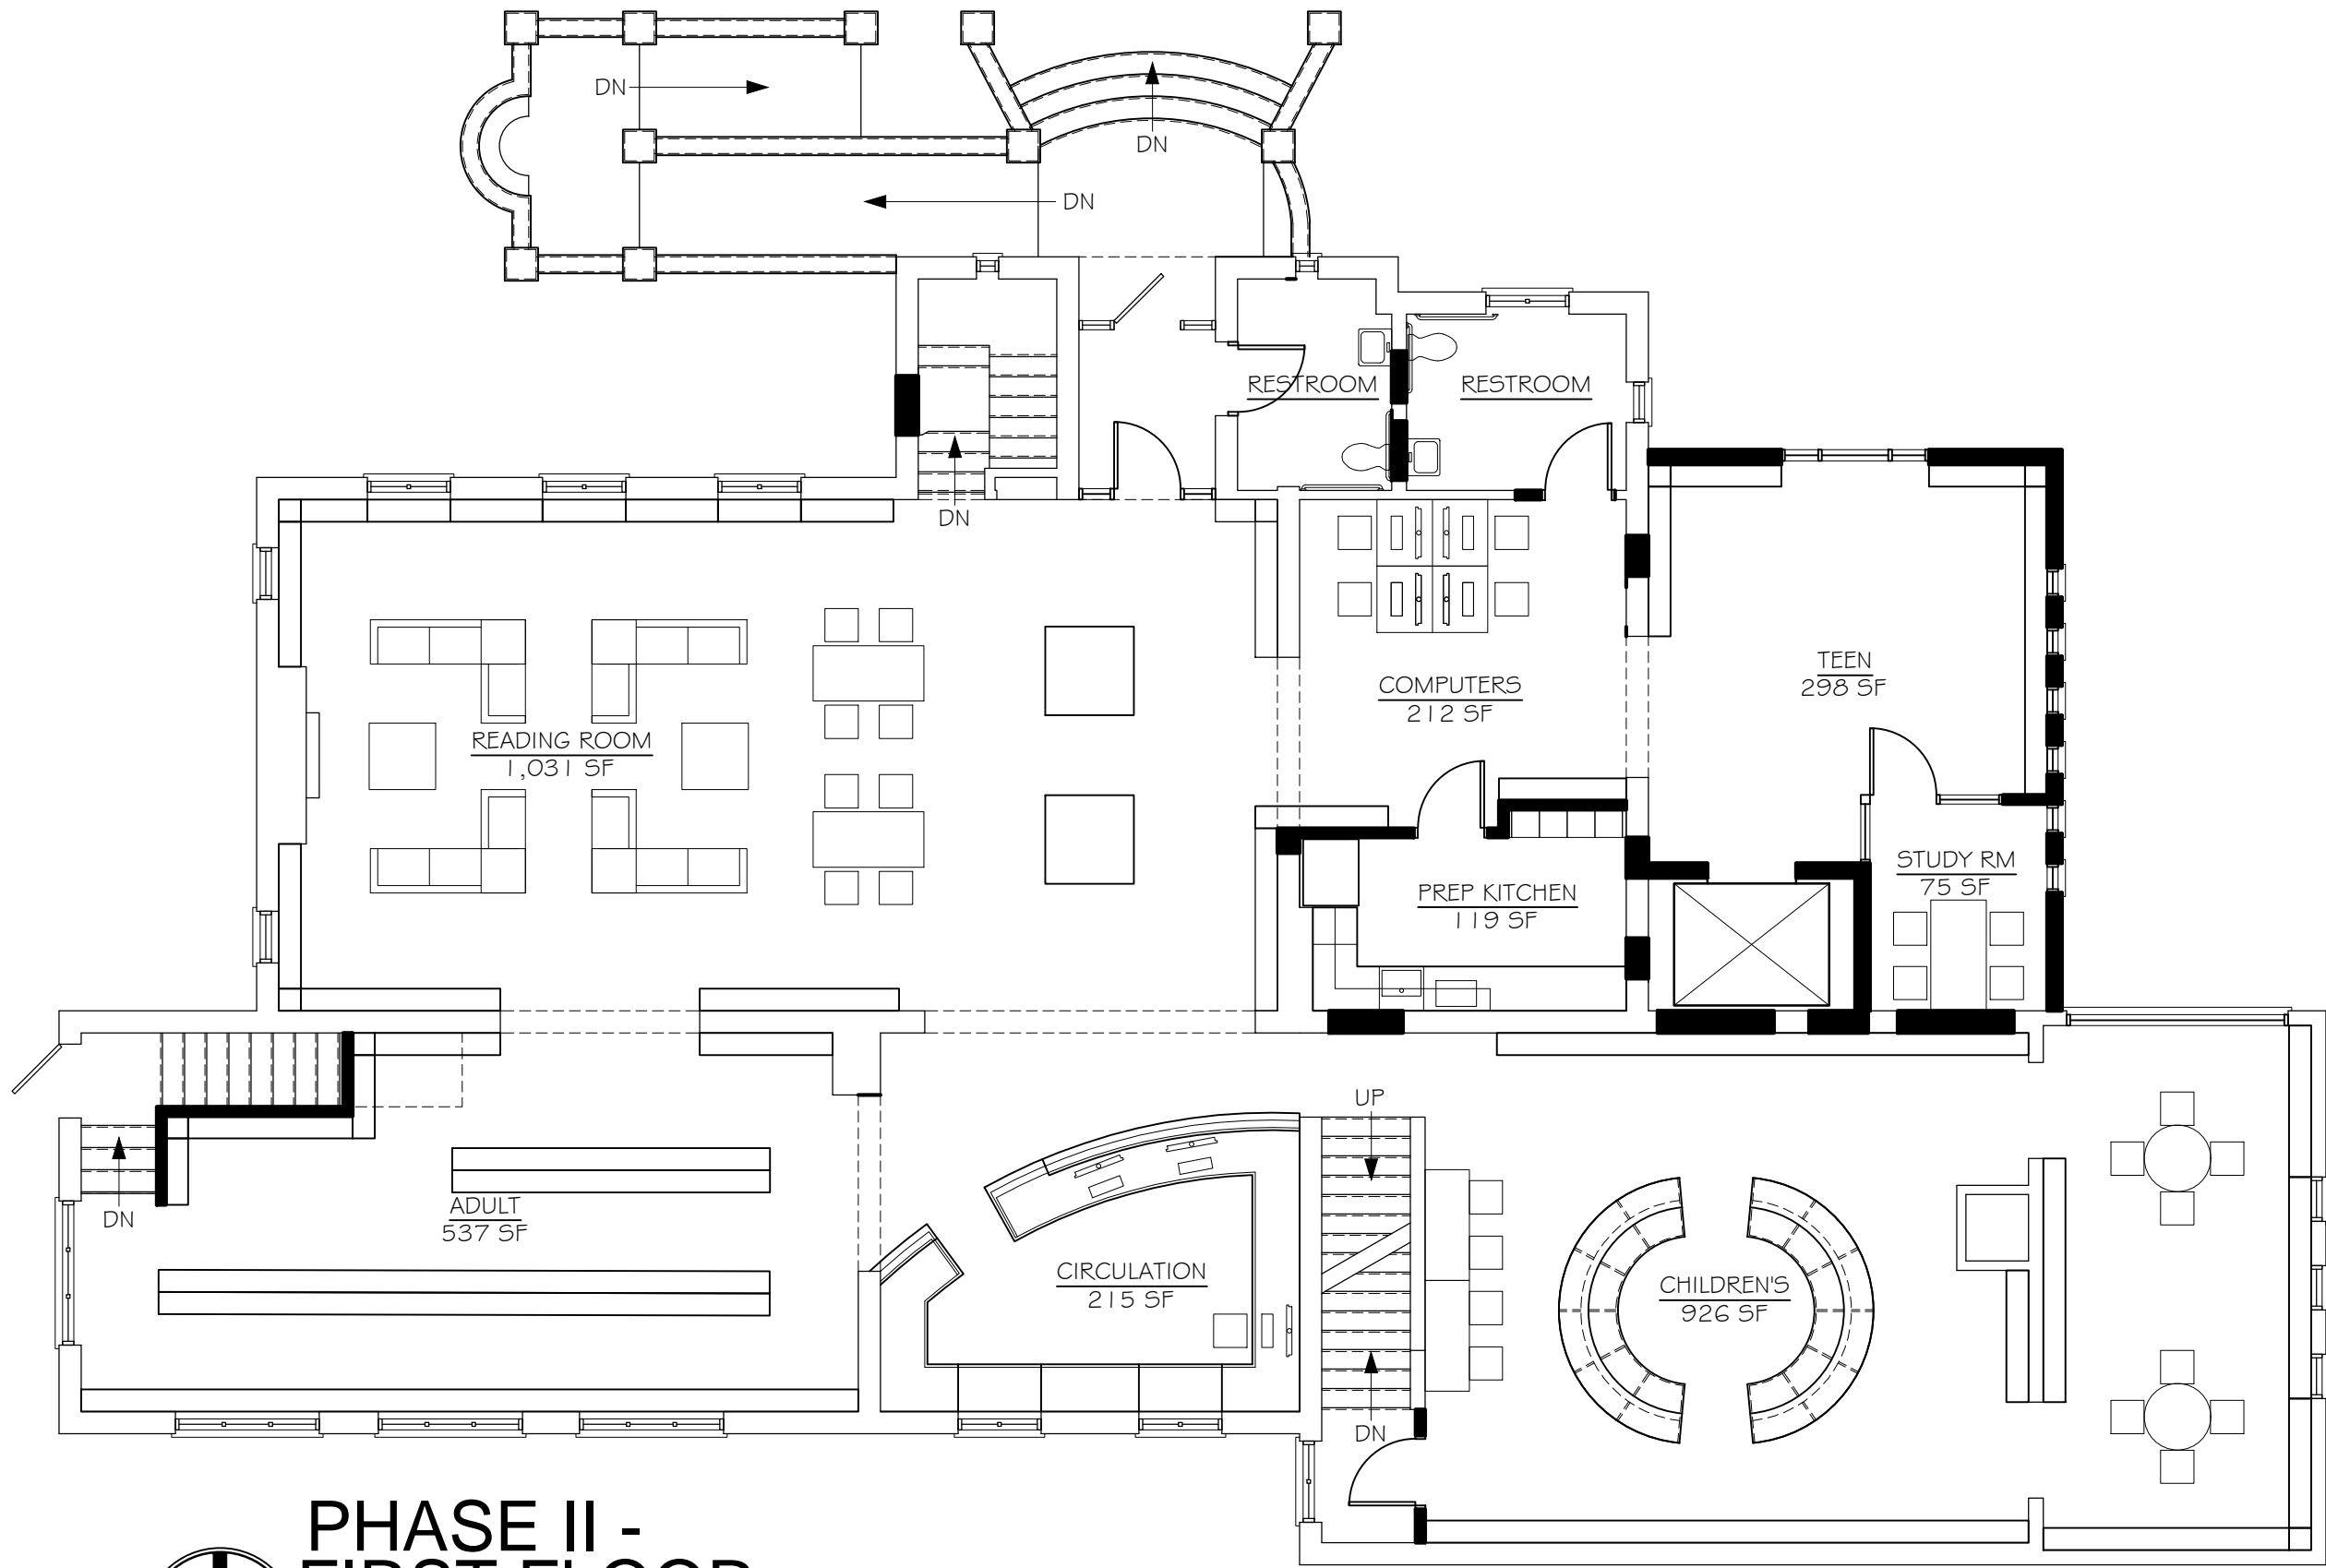 DN
DN
DN
RESTROOM
RESTROOM
DN
TEEN
298 SF
COMPUTERS
212 SF
READING ROOM
1,031 SF
STUDY RM
75 SF
PREP KITCHEN
119 SF
UP
ADULT
537 SF
DN
CIRCULATION
215 SF
CHILDREN'S
926 SF
DN
PHASE II -
FIRST FLOOR